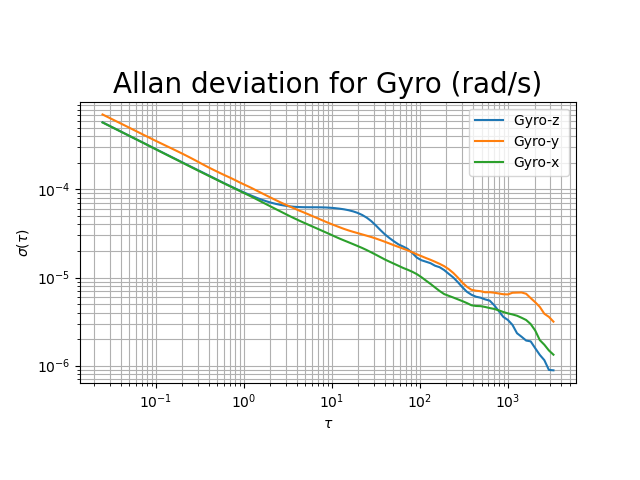 Allan deviation for Gyro (rad/s)
Gyro-z
Gyro-y
Gyro-x
σ(τ)
10⁻⁴
10⁻⁵
10⁻⁶
10⁻¹ 10⁰ 10¹ 10² 10³
τ